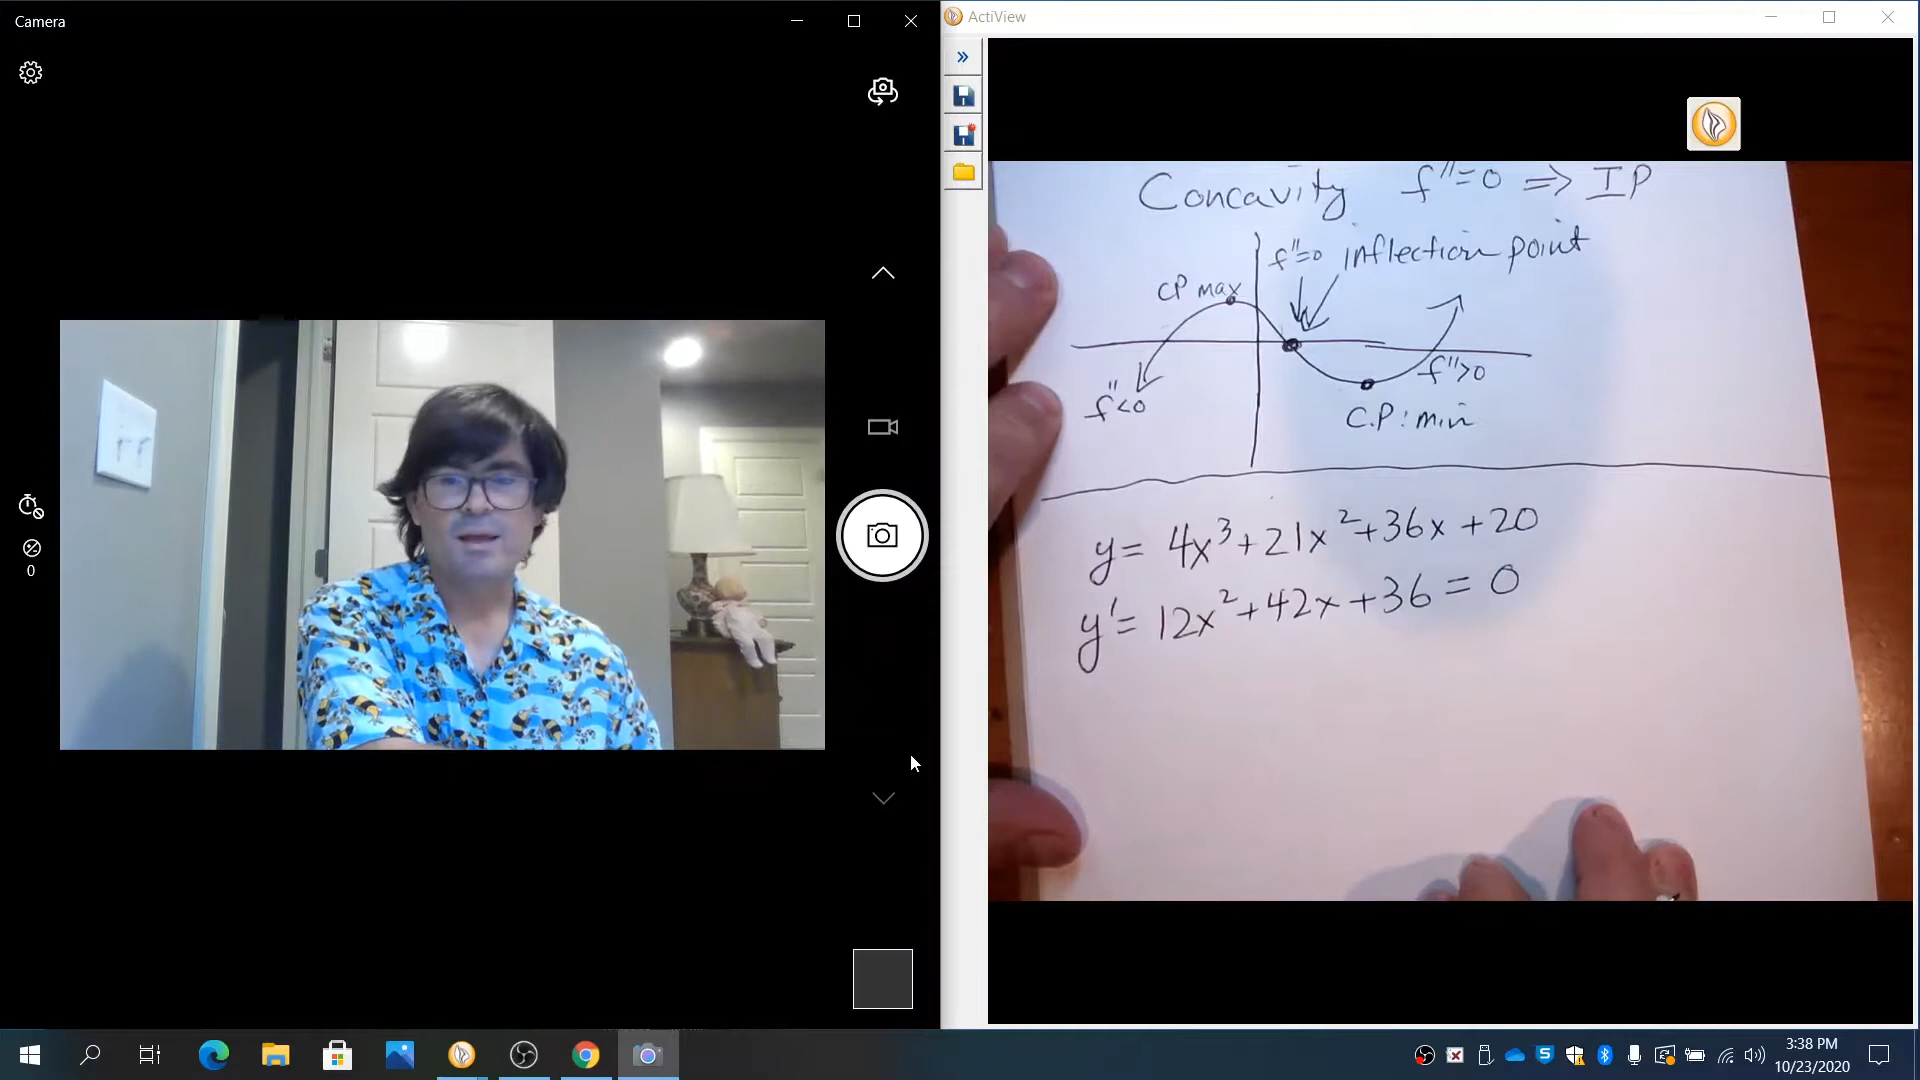 Camera
ActiView
0
Concavity f''=0 => IP
f''=0 inflection point
CP max
f''<0
f''>0
C.P: min
y = 4x³+21x²+36x+20
y' = 12x²+42x+36 = 0
3:38 PM
10/23/2020